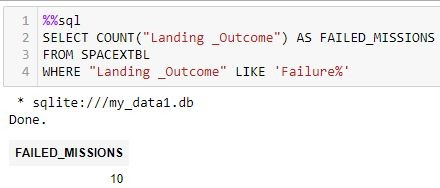 1 %%sql
2 SELECT COUNT("Landing _Outcome") AS FAILED_MISSIONS
3 FROM SPACEXTBL
4 WHERE "Landing _Outcome" LIKE 'Failure%'
* sqlite:///my_data1.db
Done.
FAILED_MISSIONS
10